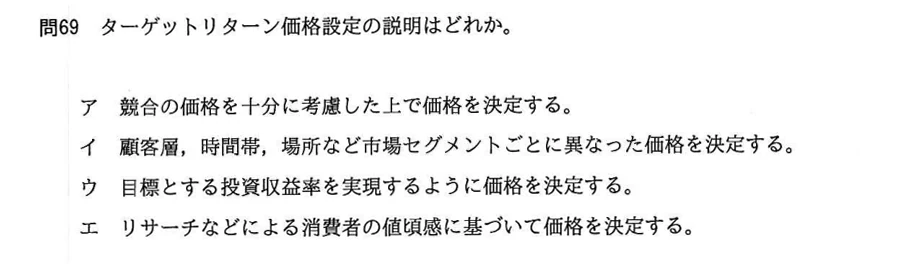 問69 ターゲットリターン価格設定の説明はどれか。
ア 競合の価格を十分に考慮した上で価格を決定する。
イ 顧客層，時間帯，場所など市場セグメントごとに異なった価格を決定する。
ウ 目標とする投資収益率を実現するように価格を決定する。
エ リサーチなどによる消費者の値頃感に基づいて価格を決定する。